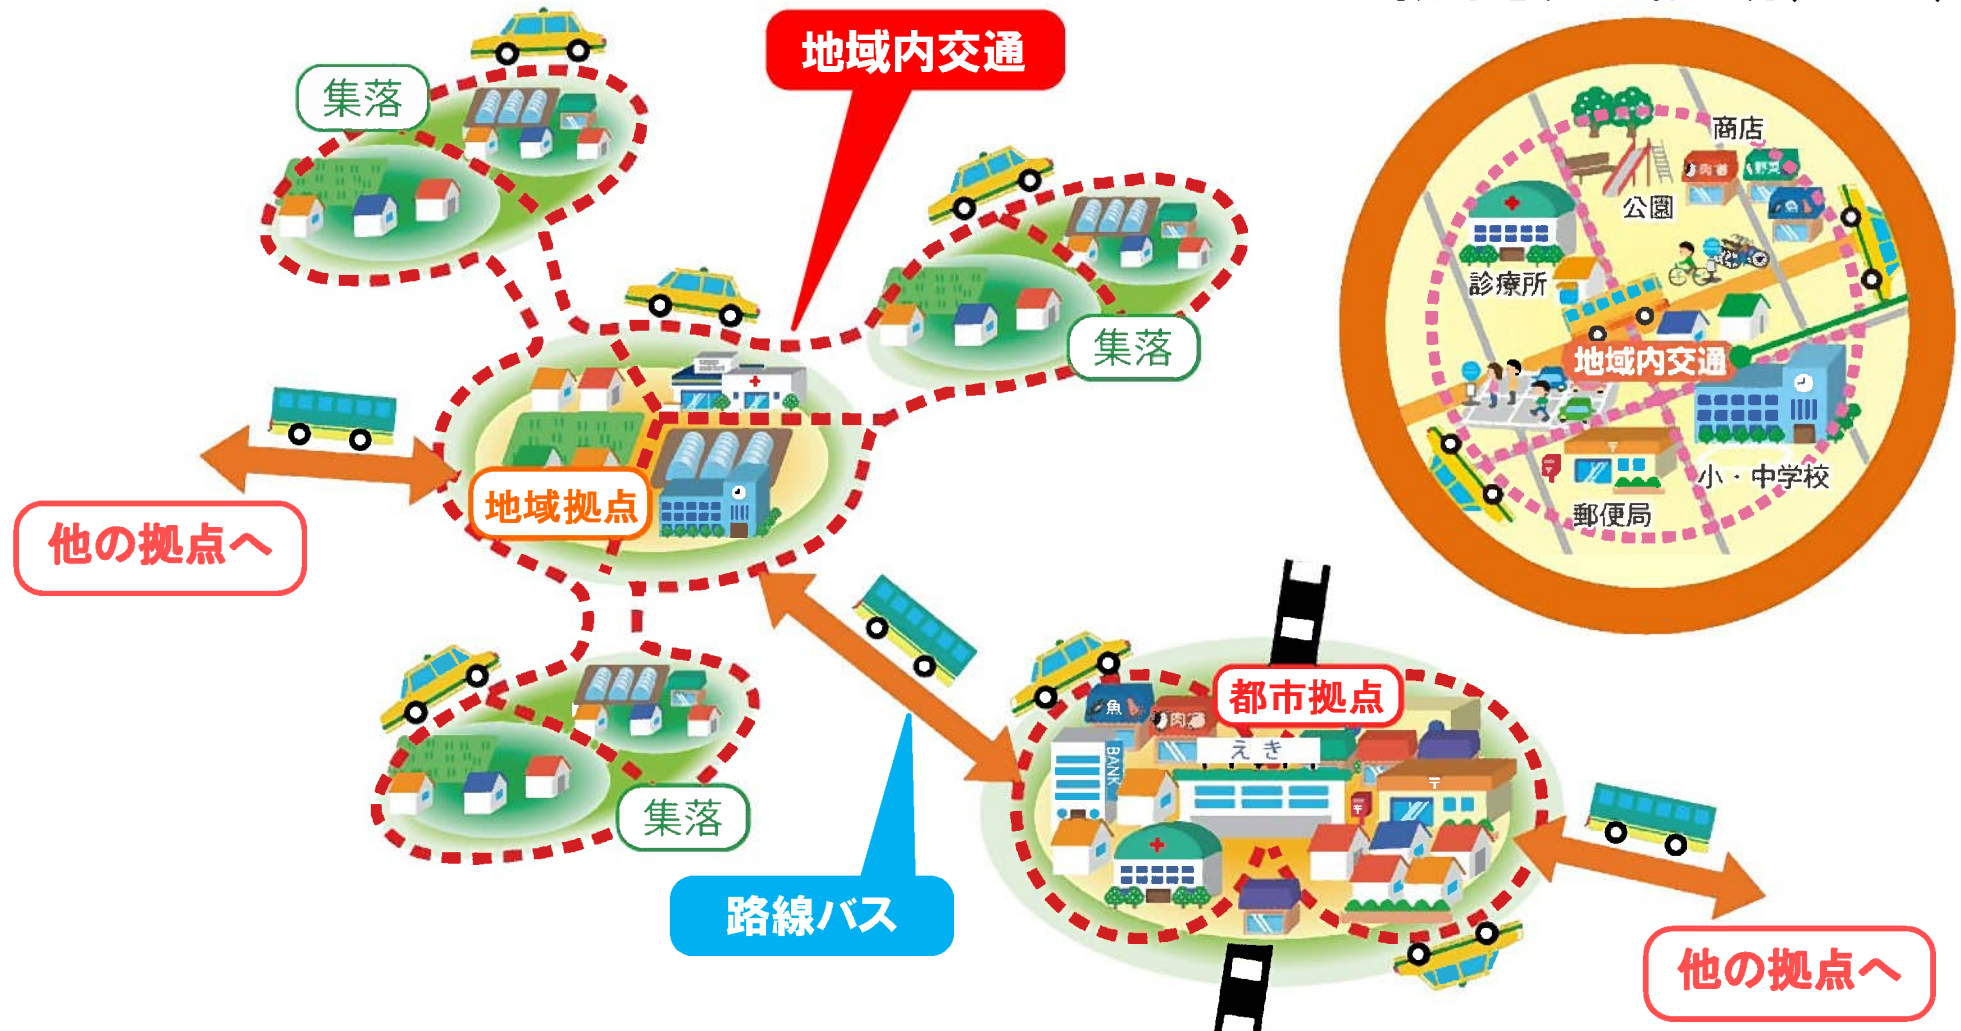 地域内交通
集落
商店
肉
野菜
公園
診療所
集落
地域内交通
地域拠点
小・中学校
郵便局
他の拠点へ
都市拠点
魚
肉
えき
BANK
集落
路線バス
他の拠点へ